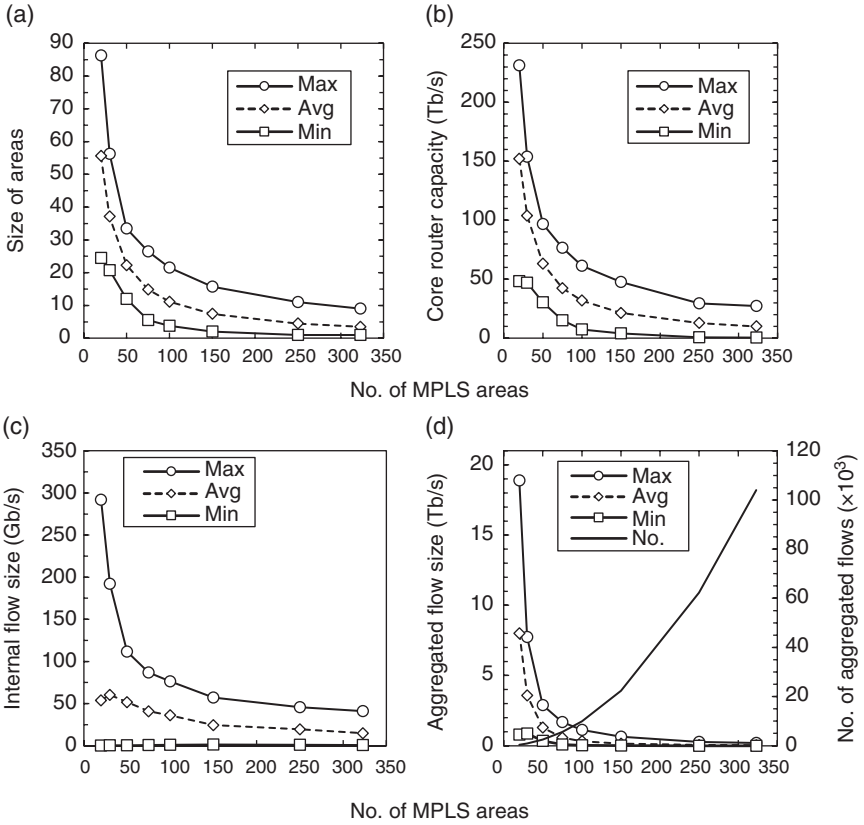 (a)
90
80
70
60
50
40
30
20
10
0
Size of areas
Max
Avg
Min
0 50 100 150 200 250 300 350
(b)
250
200
150
100
50
0
Core router capacity (Tb/s)
Max
Avg
Min
0 50 100 150 200 250 300 350
No. of MPLS areas
(c)
350
300
250
200
150
100
50
0
Internal flow size (Gb/s)
Max
Avg
Min
0 50 100 150 200 250 300 350
(d)
20
15
10
5
0
Aggregated flow size (Tb/s)
Max
Avg
Min
No.
120
100
80
60
40
20
0
No. of aggregated flows (×10³)
0 50 100 150 200 250 300 350
No. of MPLS areas